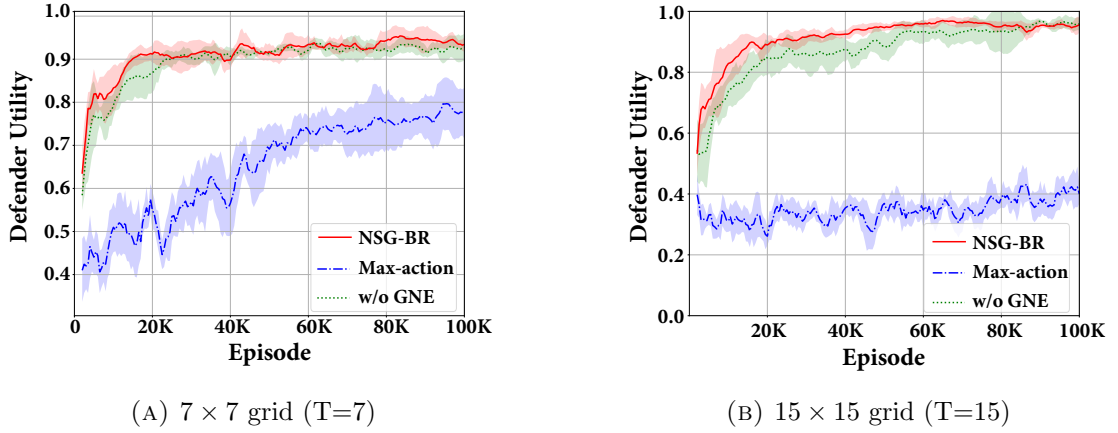 1.0
0.9
0.8
0.7
0.6
0.5
0.4
Defender Utility
NSG-BR
Max-action
w/o GNE
0 20K 40K 60K 80K 100K
Episode
(A) 7 × 7 grid (T=7)
1.0
0.8
0.6
0.4
0.2
0.0
Defender Utility
NSG-BR
Max-action
w/o GNE
20K 40K 60K 80K 100K
Episode
(B) 15 × 15 grid (T=15)